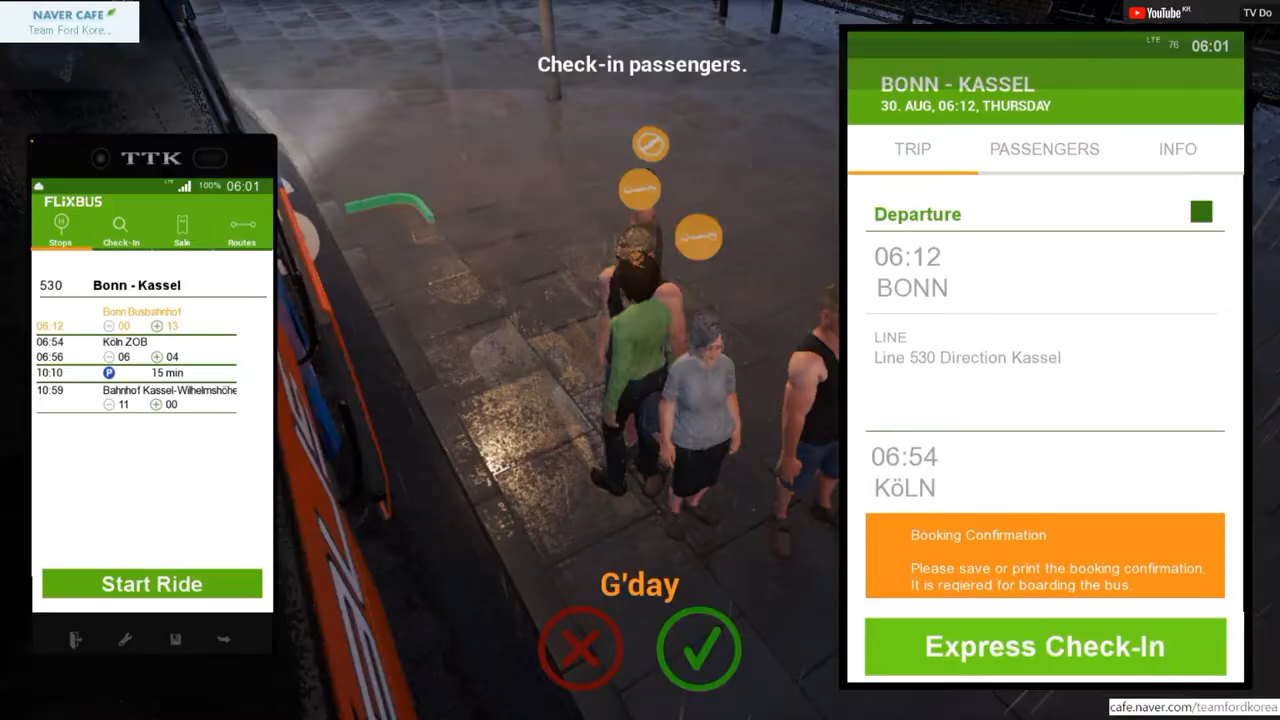 NAVER CAFE
Team Ford Kore..
YouTube KR
TV Do
Check-in passengers.
TTK
LTE 100% 06:01
FLiXBUS
Stops Check-In Sale Routes
530 Bonn - Kassel
Bonn Busbahnhof
06:12 00 13
06:54 Köln ZOB
06:56 06 04
10:10 P 15 min
10:59 Bahnhof Kassel-Wilhelmshöhe
11 00
Start Ride
G'day
LTE 76 06:01
BONN - KASSEL
30. AUG, 06:12, THURSDAY
TRIP PASSENGERS INFO
Departure
06:12
BONN
LINE
Line 530 Direction Kassel
06:54
KöLN
Booking Confirmation
Please save or print the booking confirmation.
It is reqiered for boarding the bus.
Express Check-In
cafe.naver.com/teamfordkorea